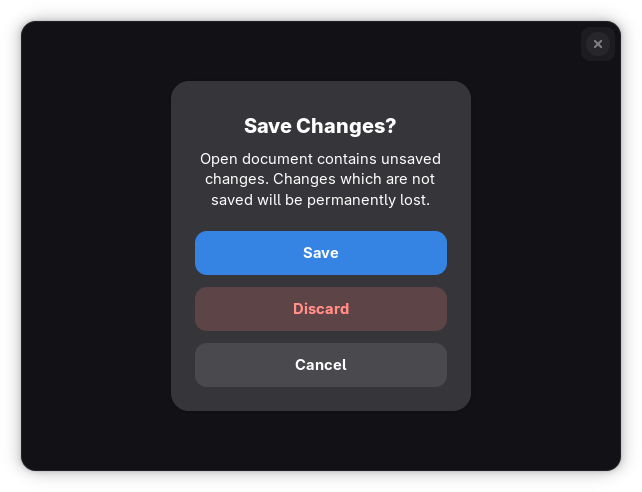 Save Changes?
Open document contains unsaved
changes. Changes which are not
saved will be permanently lost.
Save
Discard
Cancel